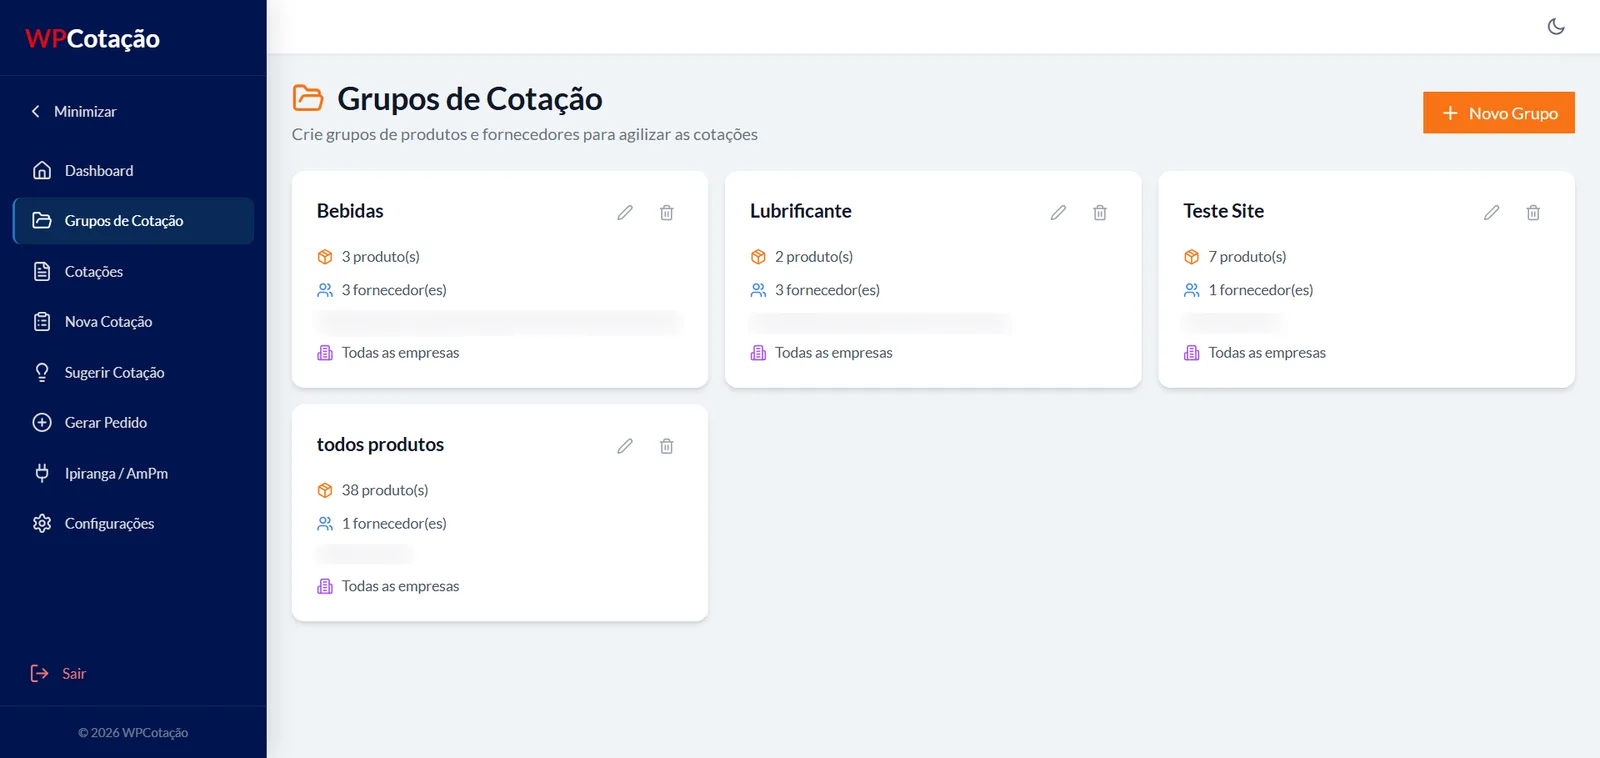 WPCotação
Minimizar
Dashboard
Grupos de Cotação
Cotações
Nova Cotação
Sugerir Cotação
Gerar Pedido
Ipiranga / AmPm
Configurações
Sair
© 2026 WPCotação
Grupos de Cotação
Crie grupos de produtos e fornecedores para agilizar as cotações
Novo Grupo
Bebidas
3 produto(s)
3 fornecedor(es)
Todas as empresas
Lubrificante
2 produto(s)
3 fornecedor(es)
Todas as empresas
Teste Site
7 produto(s)
1 fornecedor(es)
Todas as empresas
todos produtos
38 produto(s)
1 fornecedor(es)
Todas as empresas